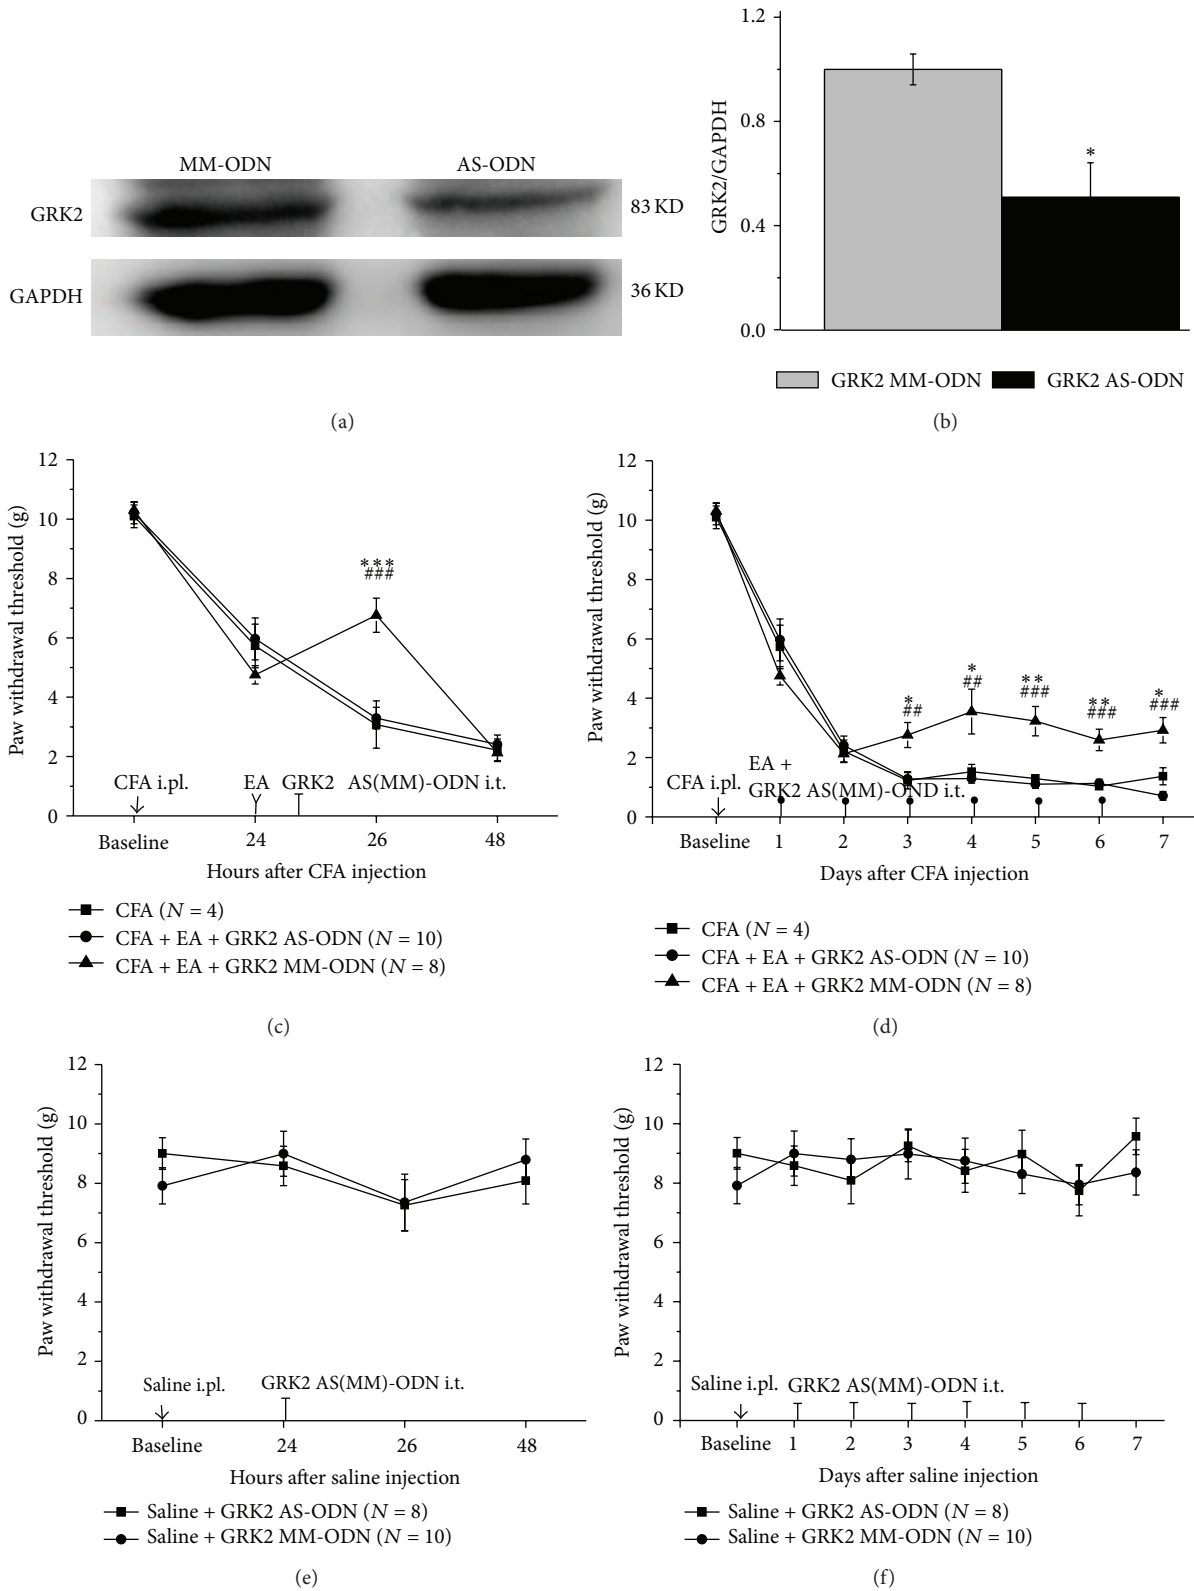 MM-ODN AS-ODN
GRK2 83 KD
GAPDH 36 KD
(a)
GRK2/GAPDH
1.2
0.8
0.4
0.0
*
GRK2 MM-ODN GRK2 AS-ODN
(b)
Paw withdrawal threshold (g)
12
10
8
6
4
2
0
***
###
CFA i.pl. EA GRK2 AS(MM)-ODN i.t.
Baseline 24 26 48
Hours after CFA injection
CFA (N = 4)
CFA + EA + GRK2 AS-ODN (N = 10)
CFA + EA + GRK2 MM-ODN (N = 8)
(c)
Paw withdrawal threshold (g)
12
10
8
6
4
2
0
* * ** ** *
## ## ### ### ###
EA +
CFA i.pl. GRK2 AS(MM)-OND i.t.
Baseline 1 2 3 4 5 6 7
Days after CFA injection
CFA (N = 4)
CFA + EA + GRK2 AS-ODN (N = 10)
CFA + EA + GRK2 MM-ODN (N = 8)
(d)
Paw withdrawal threshold (g)
12
10
8
6
4
2
0
Saline i.pl. GRK2 AS(MM)-ODN i.t.
Baseline 24 26 48
Hours after saline injection
Saline + GRK2 AS-ODN (N = 8)
Saline + GRK2 MM-ODN (N = 10)
(e)
Paw withdrawal threshold (g)
12
10
8
6
4
2
0
Saline i.pl. GRK2 AS(MM)-ODN i.t.
Baseline 1 2 3 4 5 6 7
Days after saline injection
Saline + GRK2 AS-ODN (N = 8)
Saline + GRK2 MM-ODN (N = 10)
(f)